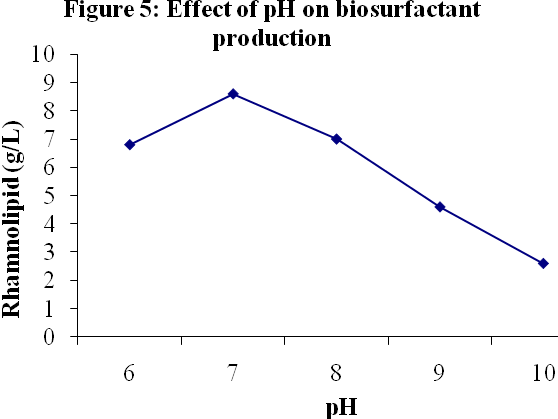 Figure 5: Effect of pH on biosurfactant
production
Rhamnolipid (g/L)
10
9
8
7
6
5
4
3
2
1
0
6 7 8 9 10
pH